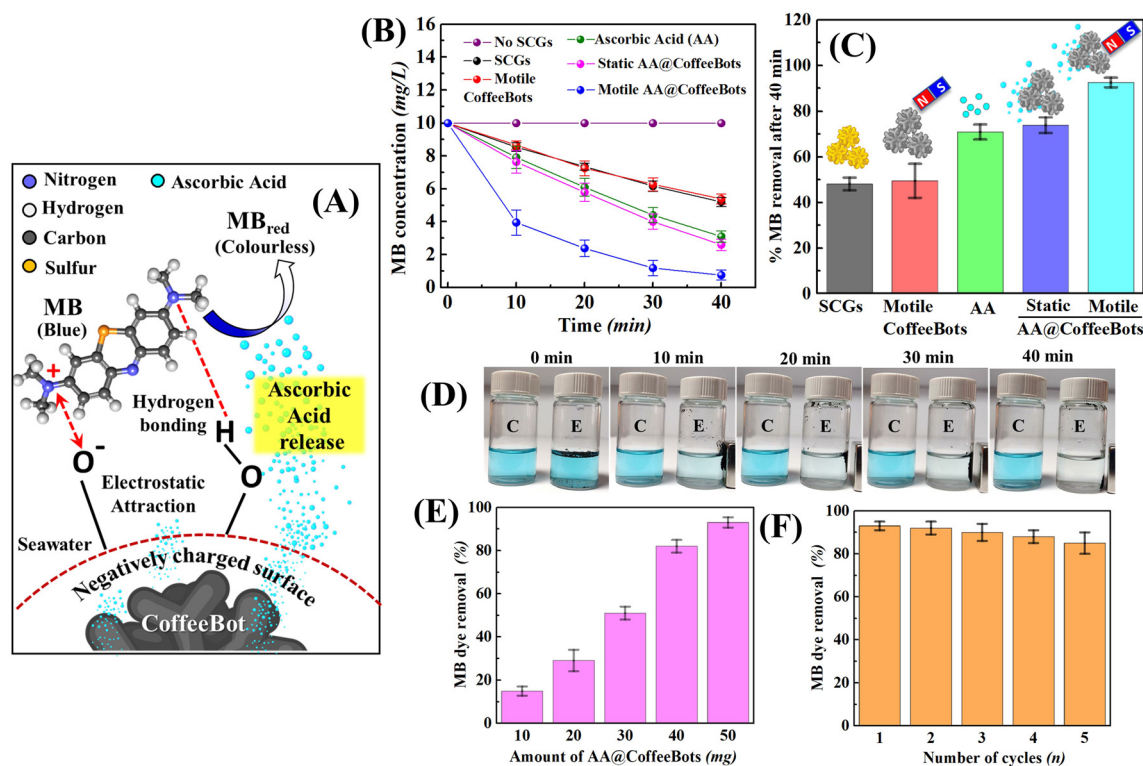 (A)
Nitrogen
Ascorbic Acid
Hydrogen
Carbon
Sulfur
MBred
(Colourless)
MB
(Blue)
+
Hydrogen
bonding
H
O
O-
Ascorbic
Acid
release
Electrostatic
Attraction
Seawater
Negatively charged surface
CoffeeBot
(B)
MB concentration (mg/L)
16
14
12
10
8
6
4
2
0
No SCGs
SCGs
Motile
CoffeeBots
Ascorbic Acid (AA)
Static AA@CoffeeBots
Motile AA@CoffeeBots
0 10 20 30 40
Time (min)
(C)
% MB removal after 40 min
120
100
80
60
40
20
0
N S
N S
SCGs Motile AA Static Motile
CoffeeBots AA@CoffeeBots
(D)
0 min 10 min 20 min 30 min 40 min
C E C E C E C E C E
(E)
MB dye removal (%)
100
80
60
40
20
0
10 20 30 40 50
Amount of AA@CoffeeBots (mg)
(F)
MB dye removal (%)
100
80
60
40
20
0
1 2 3 4 5
Number of cycles (n)